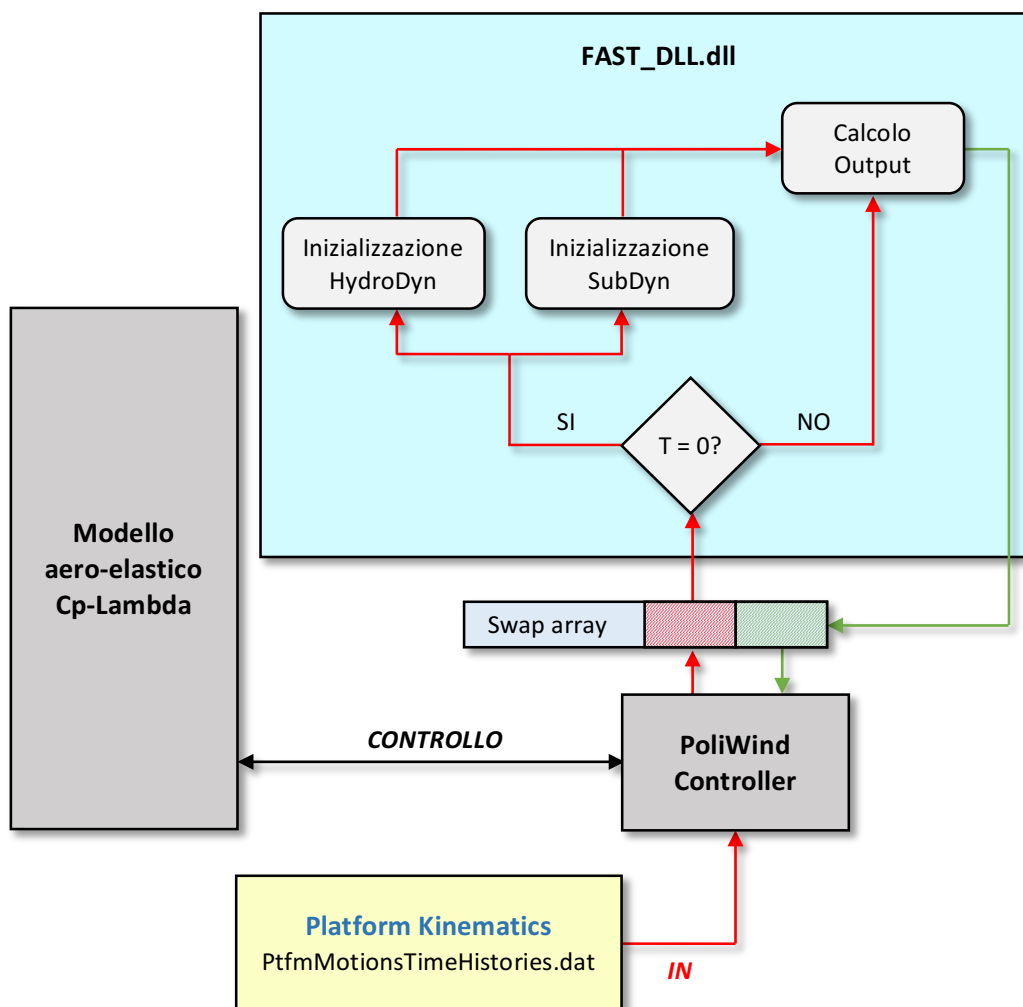 FAST_DLL.dll
Calcolo
Output
Inizializzazione
HydroDyn
Inizializzazione
SubDyn
SI
T = 0?
NO
Modello
aero-elastico
Cp-Lambda
Swap array
CONTROLLO
PoliWind
Controller
Platform Kinematics
PtfmMotionsTimeHistories.dat
IN